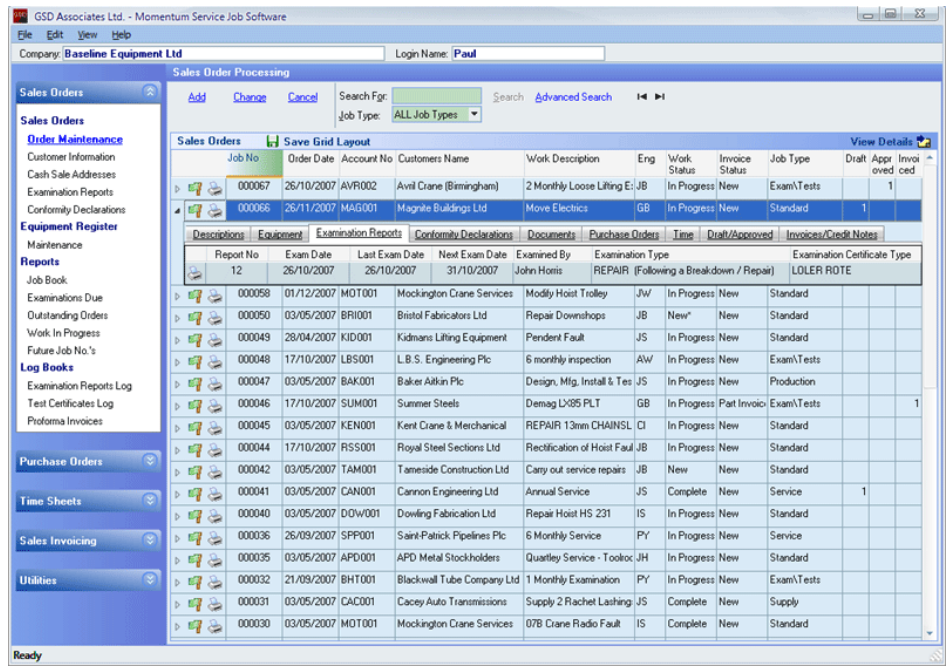 GSD Associates Ltd. - Momentum Service Job Software
File Edit View Help
Company: Baseline Equipment Ltd Login Name: Paul
Sales Orders
Sales Orders
Order Maintenance
Customer Information
Cash Sale Addresses
Examination Reports
Conformity Declarations
Equipment Register
Maintenance
Reports
Job Book
Examinations Due
Outstanding Orders
Work In Progress
Future Job No.'s
Log Books
Examination Reports Log
Test Certificates Log
Proforma Invoices
Purchase Orders
Time Sheets
Sales Invoicing
Utilities
Sales Order Processing
Add Change Cancel Search For: Search Advanced Search
Job Type: ALL Job Types
Sales Orders Save Grid Layout View Details
Job No Order Date Account No Customers Name Work Description Eng Work Status Invoice Status Job Type Draft Appr oved Invoi ced
000067 26/10/2007 AVR002 Avril Crane (Birmingham) 2 Monthly Loose Lifting E: JB In Progress New Exam\Tests 1
000066 26/11/2007 MAG001 Magnite Buildings Ltd Move Electrics GB In Progress New Standard 1
Descriptions Equipment Examination Reports Conformity Declarations Documents Purchase Orders Time Draft/Approved Invoices/Credit Notes
Report No Exam Date Last Exam Date Next Exam Date Examined By Examination Type Examination Certificate Type
12 26/10/2007 26/10/2007 31/10/2007 John Horris REPAIR (Following a Breakdown / Repair) LOLER ROTE
000058 01/12/2007 MOT001 Mockington Crane Services Modify Hoist Trolley JW In Progress New Standard
000050 03/05/2007 BRI001 Bristol Fabricators Ltd Repair Downshops JB New* New Standard
000049 28/04/2007 KID001 Kidmans Lifting Equipment Pendent Fault JS In Progress New Standard
000048 17/10/2007 LBS001 L.B.S. Engineering Plc 6 monthly inspection AW In Progress New Exam\Tests
000047 03/05/2007 BAK001 Baker Aitkin Plc Design, Mfg, Install & Tes JS In Progress New Production
000046 17/10/2007 SUM001 Summer Steels Demag LX85 PLT GB In Progress Part Invoic Exam\Tests 1
000045 03/05/2007 KEN001 Kent Crane & Merchanical REPAIR 13mm CHAINSL CI In Progress New Standard
000044 17/10/2007 RSS001 Royal Steel Sections Ltd Rectification of Hoist Faul JB In Progress New Standard
000042 03/05/2007 TAM001 Tameside Construction Ltd Carry out service repairs JB New New Standard
000041 03/05/2007 CAN001 Cannon Engineering Ltd Annual Service JS Complete New Service 1
000040 03/05/2007 DOW001 Dowling Fabrication Ltd Repair Hoist HS 231 IS In Progress New Standard
000036 26/09/2007 SPP001 Saint-Patrick Pipelines Plc 6 Monthly Service PY In Progress New Service
000035 03/05/2007 APD001 APD Metal Stockholders Quartley Service - Toolroc JH In Progress New Standard
000032 21/09/2007 BHT001 Blackwall Tube Company Ltd 1 Monthly Examination PY In Progress New Exam\Tests
000031 03/05/2007 CAC001 Cacey Auto Transmissions Supply 2 Rachet Lashing: JS Complete New Supply
000030 03/05/2007 MOT001 Mockington Crane Services 07B Crane Radio Fault IS Complete New Standard
Ready